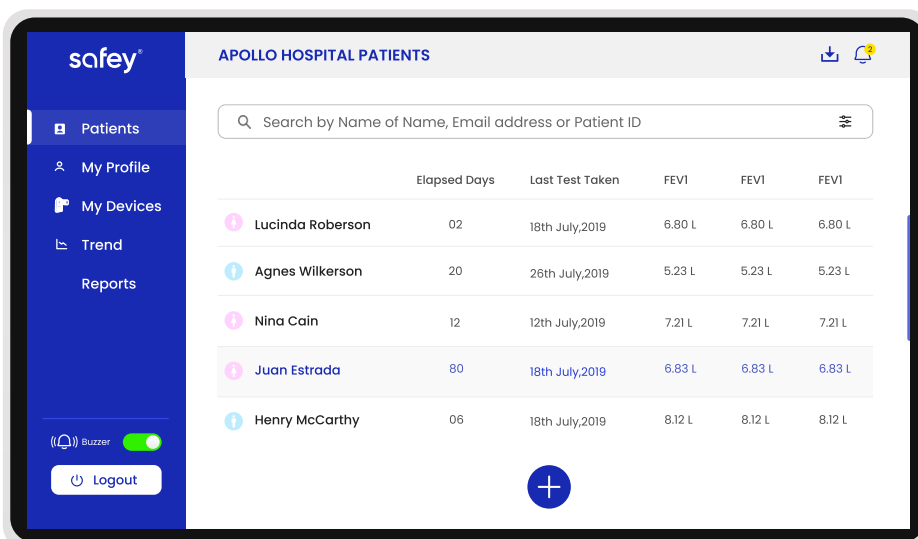 safey®
APOLLO HOSPITAL PATIENTS
2
Patients
My Profile
My Devices
Trend
Reports
((🔔)) Buzzer
Logout
Search by Name of Name, Email address or Patient ID
Elapsed Days Last Test Taken FEV1 FEV1 FEV1
Lucinda Roberson 02 18th July,2019 6.80 L 6.80 L 6.80 L
Agnes Wilkerson 20 26th July,2019 5.23 L 5.23 L 5.23 L
Nina Cain 12 12th July,2019 7.21 L 7.21 L 7.21 L
Juan Estrada 80 18th July,2019 6.83 L 6.83 L 6.83 L
Henry McCarthy 06 18th July,2019 8.12 L 8.12 L 8.12 L